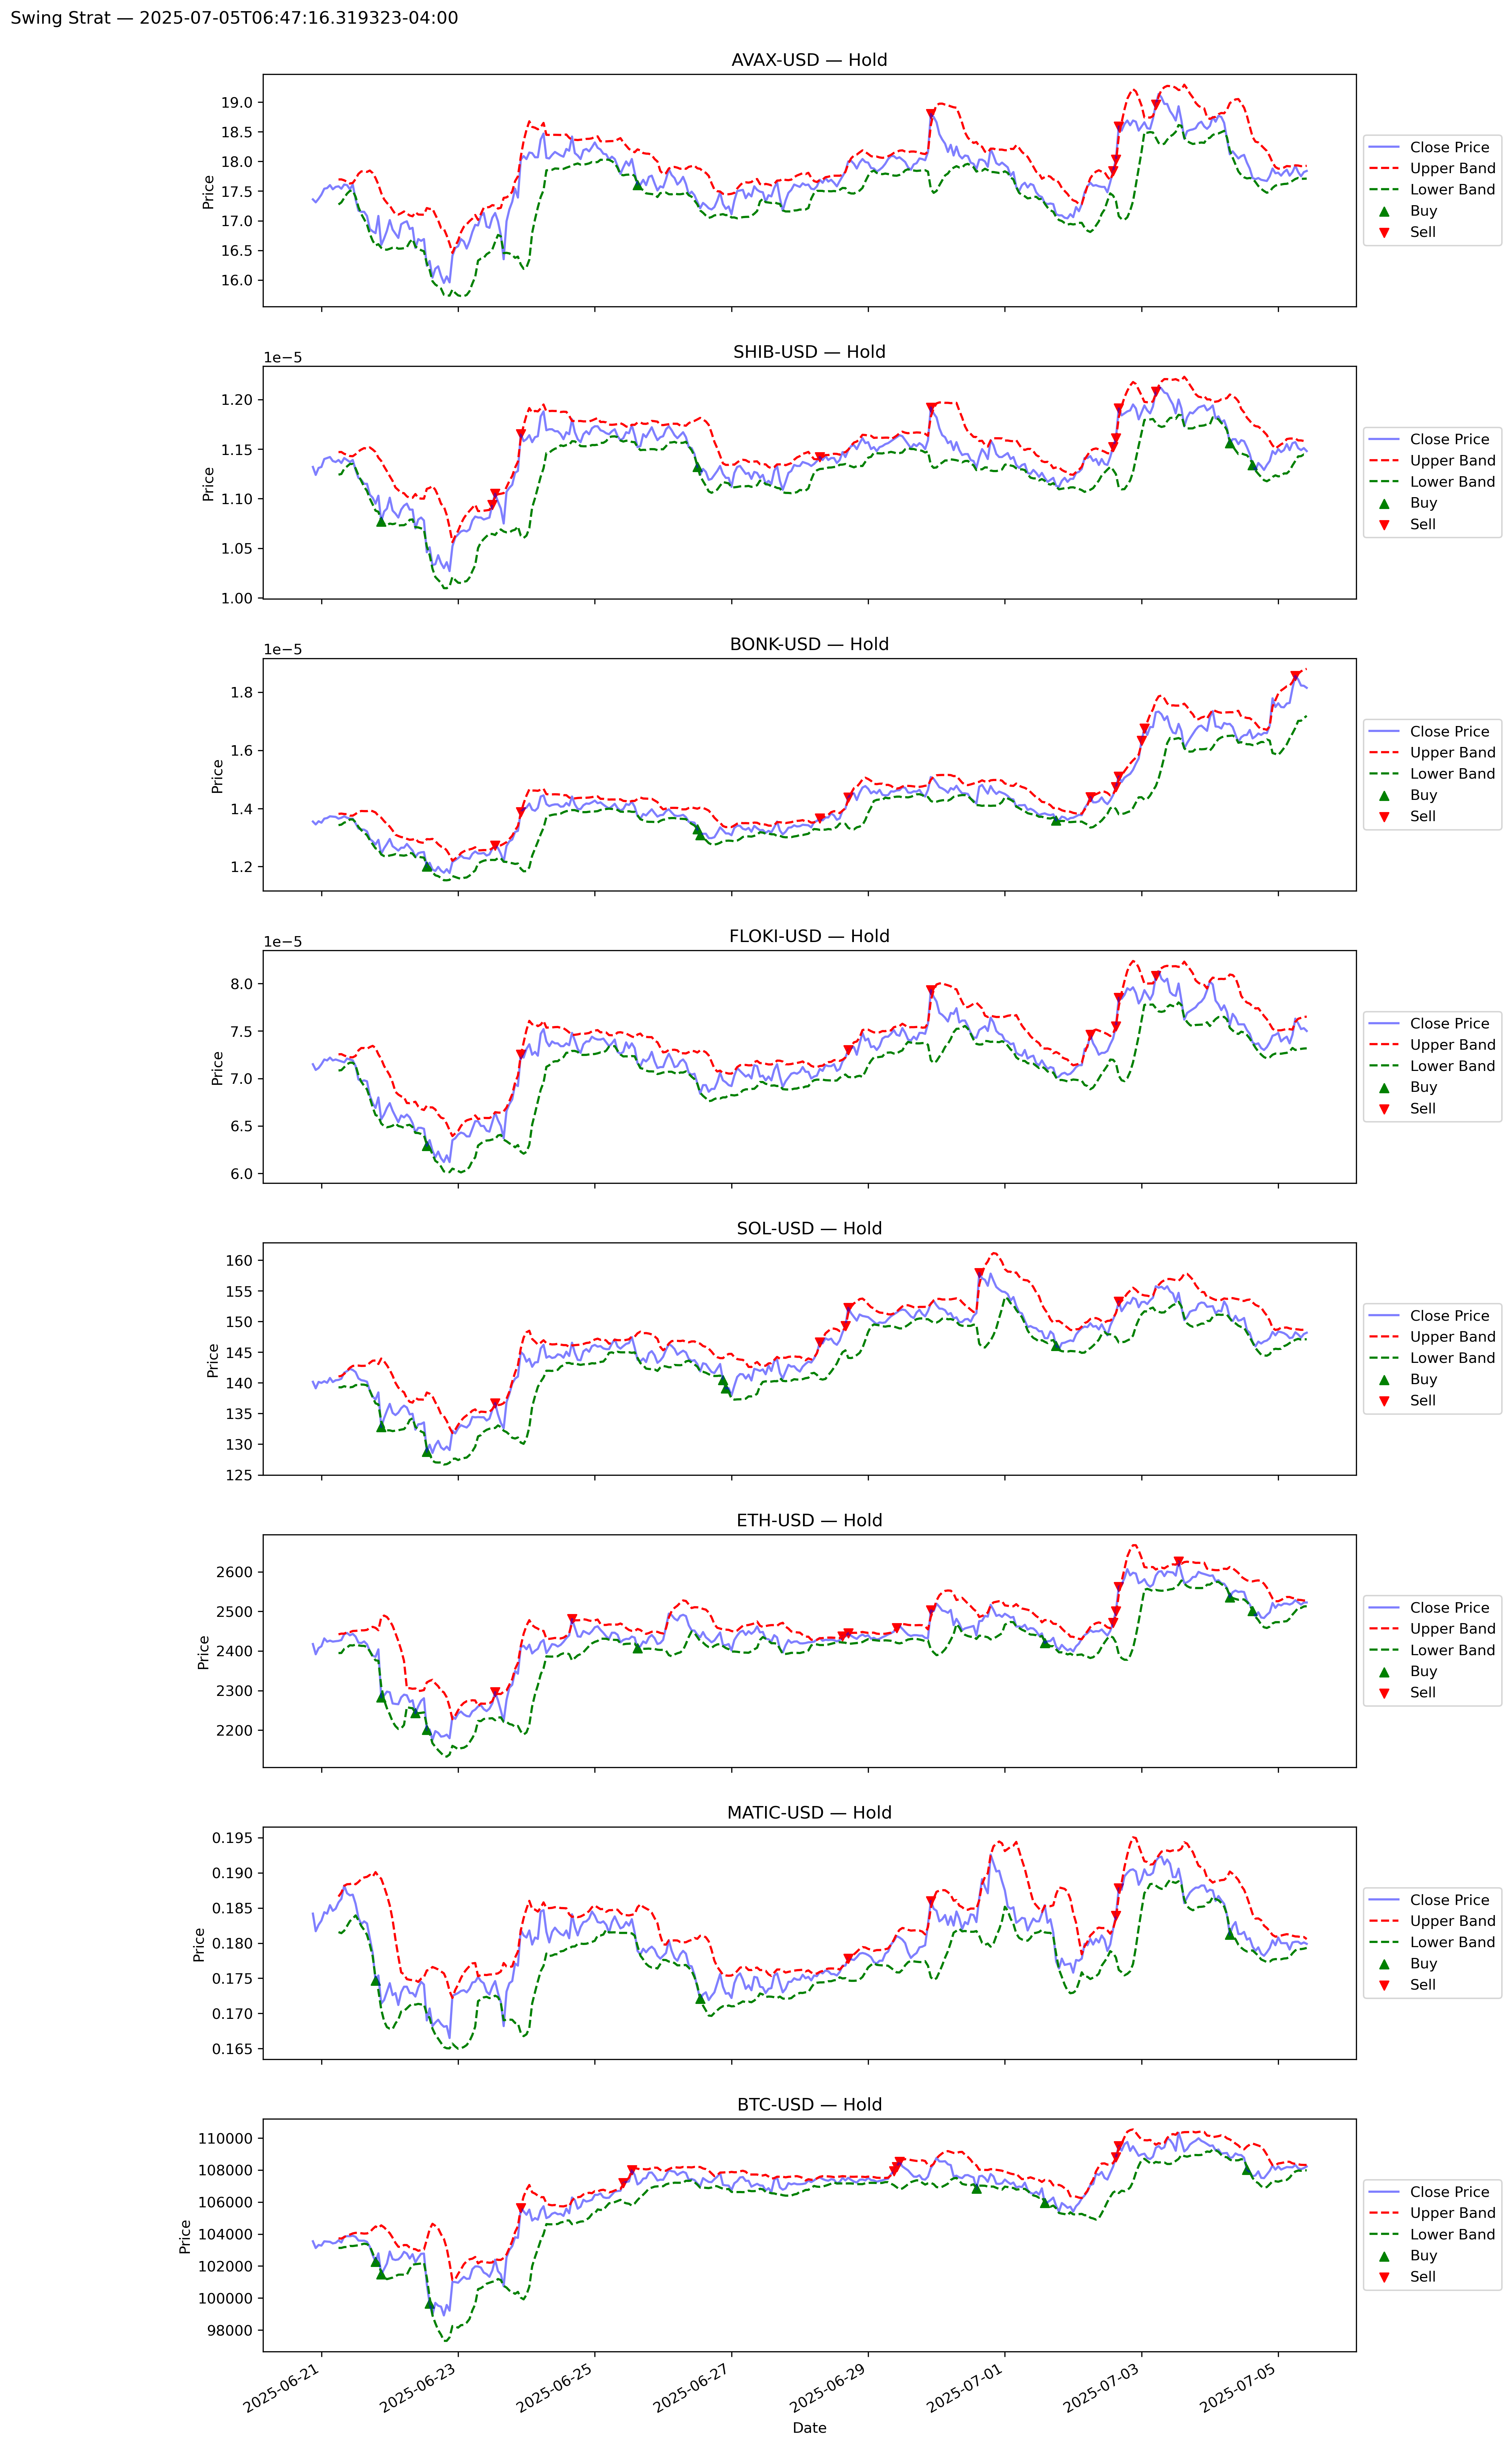 Swing Strat — 2025-07-05T06:47:16.319323-04:00
AVAX-USD — Hold
Price
19.0
18.5
18.0
17.5
17.0
16.5
16.0
Close Price
Upper Band
Lower Band
Buy
Sell
SHIB-USD — Hold
1e−5
Price
1.20
1.15
1.10
1.05
1.00
Close Price
Upper Band
Lower Band
Buy
Sell
BONK-USD — Hold
1e−5
Price
1.8
1.6
1.4
1.2
Close Price
Upper Band
Lower Band
Buy
Sell
FLOKI-USD — Hold
1e−5
Price
8.0
7.5
7.0
6.5
6.0
Close Price
Upper Band
Lower Band
Buy
Sell
SOL-USD — Hold
Price
160
155
150
145
140
135
130
125
Close Price
Upper Band
Lower Band
Buy
Sell
ETH-USD — Hold
Price
2600
2500
2400
2300
2200
Close Price
Upper Band
Lower Band
Buy
Sell
MATIC-USD — Hold
Price
0.195
0.190
0.185
0.180
0.175
0.170
0.165
Close Price
Upper Band
Lower Band
Buy
Sell
BTC-USD — Hold
Price
110000
108000
106000
104000
102000
100000
98000
Close Price
Upper Band
Lower Band
Buy
Sell
2025-06-21
2025-06-23
2025-06-25
2025-06-27
2025-06-29
2025-07-01
2025-07-03
2025-07-05
Date